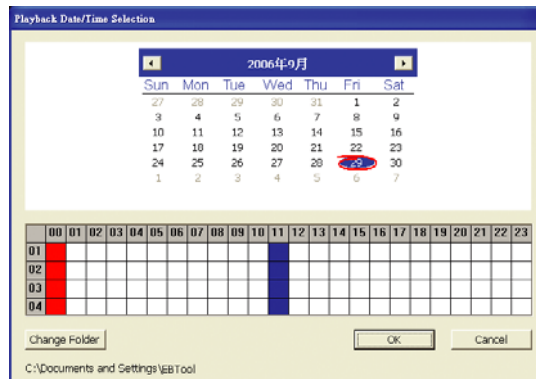 Playback Date/Time Selection
2006年9月
Sun Mon Tue Wed Thu Fri Sat
27 28 29 30 31 1 2
3 4 5 6 7 8 9
10 11 12 13 14 15 16
17 18 19 20 21 22 23
24 25 26 27 28 29 30
1 2 3 4 5 6 7
00 01 02 03 04 05 06 07 08 09 10 11 12 13 14 15 16 17 18 19 20 21 22 23
01
02
03
04
Change Folder OK Cancel
C:\Documents and Settings\EBTool